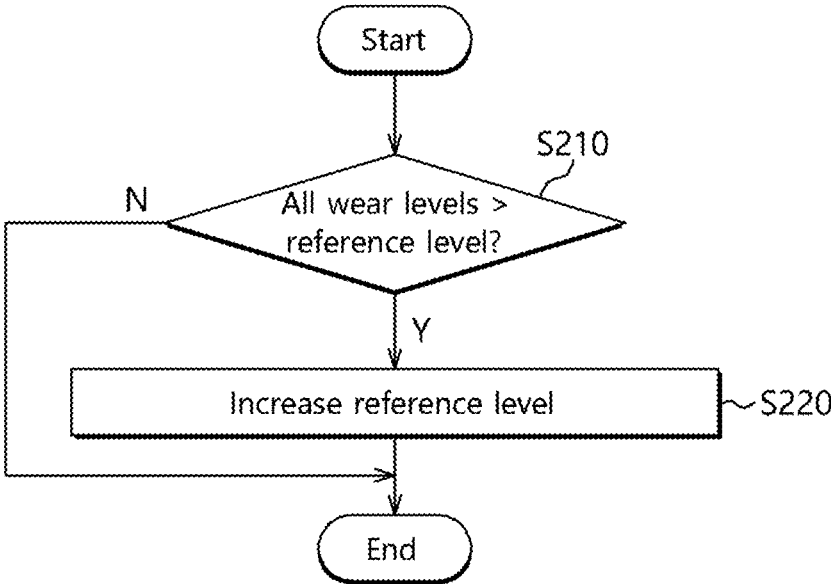 Start
S210
N
All wear levels >
reference level?
Y
Increase reference level
S220
End